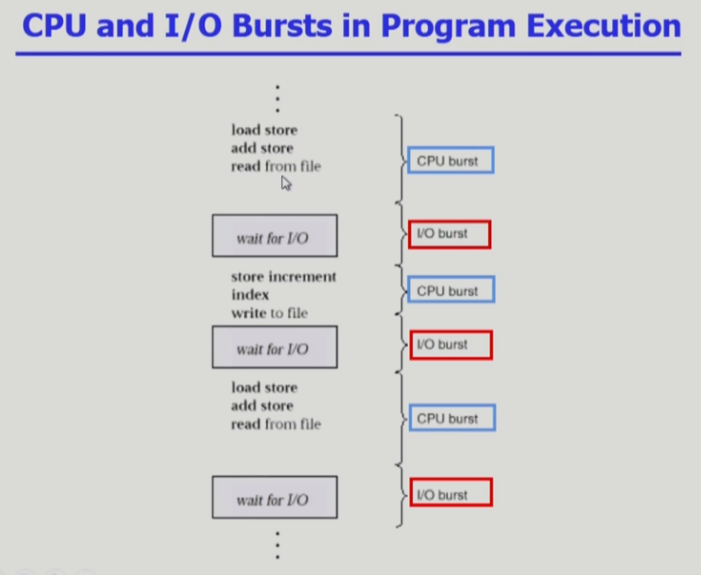 CPU and I/O Bursts in Program Execution
load store
add store
read from file
CPU burst
wait for I/O
I/O burst
store increment
index
write to file
CPU burst
wait for I/O
I/O burst
load store
add store
read from file
CPU burst
wait for I/O
I/O burst